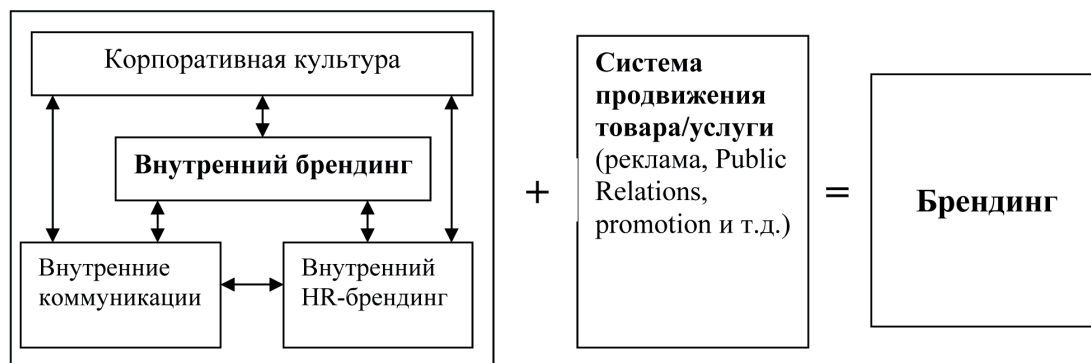 Корпоративная культура
Внутренний брендинг
Внутренние
коммуникации
Внутренний
HR-брендинг
+
Система
продвижения
товара/услуги
(реклама, Public
Relations,
promotion и т.д.)
=
Брендинг